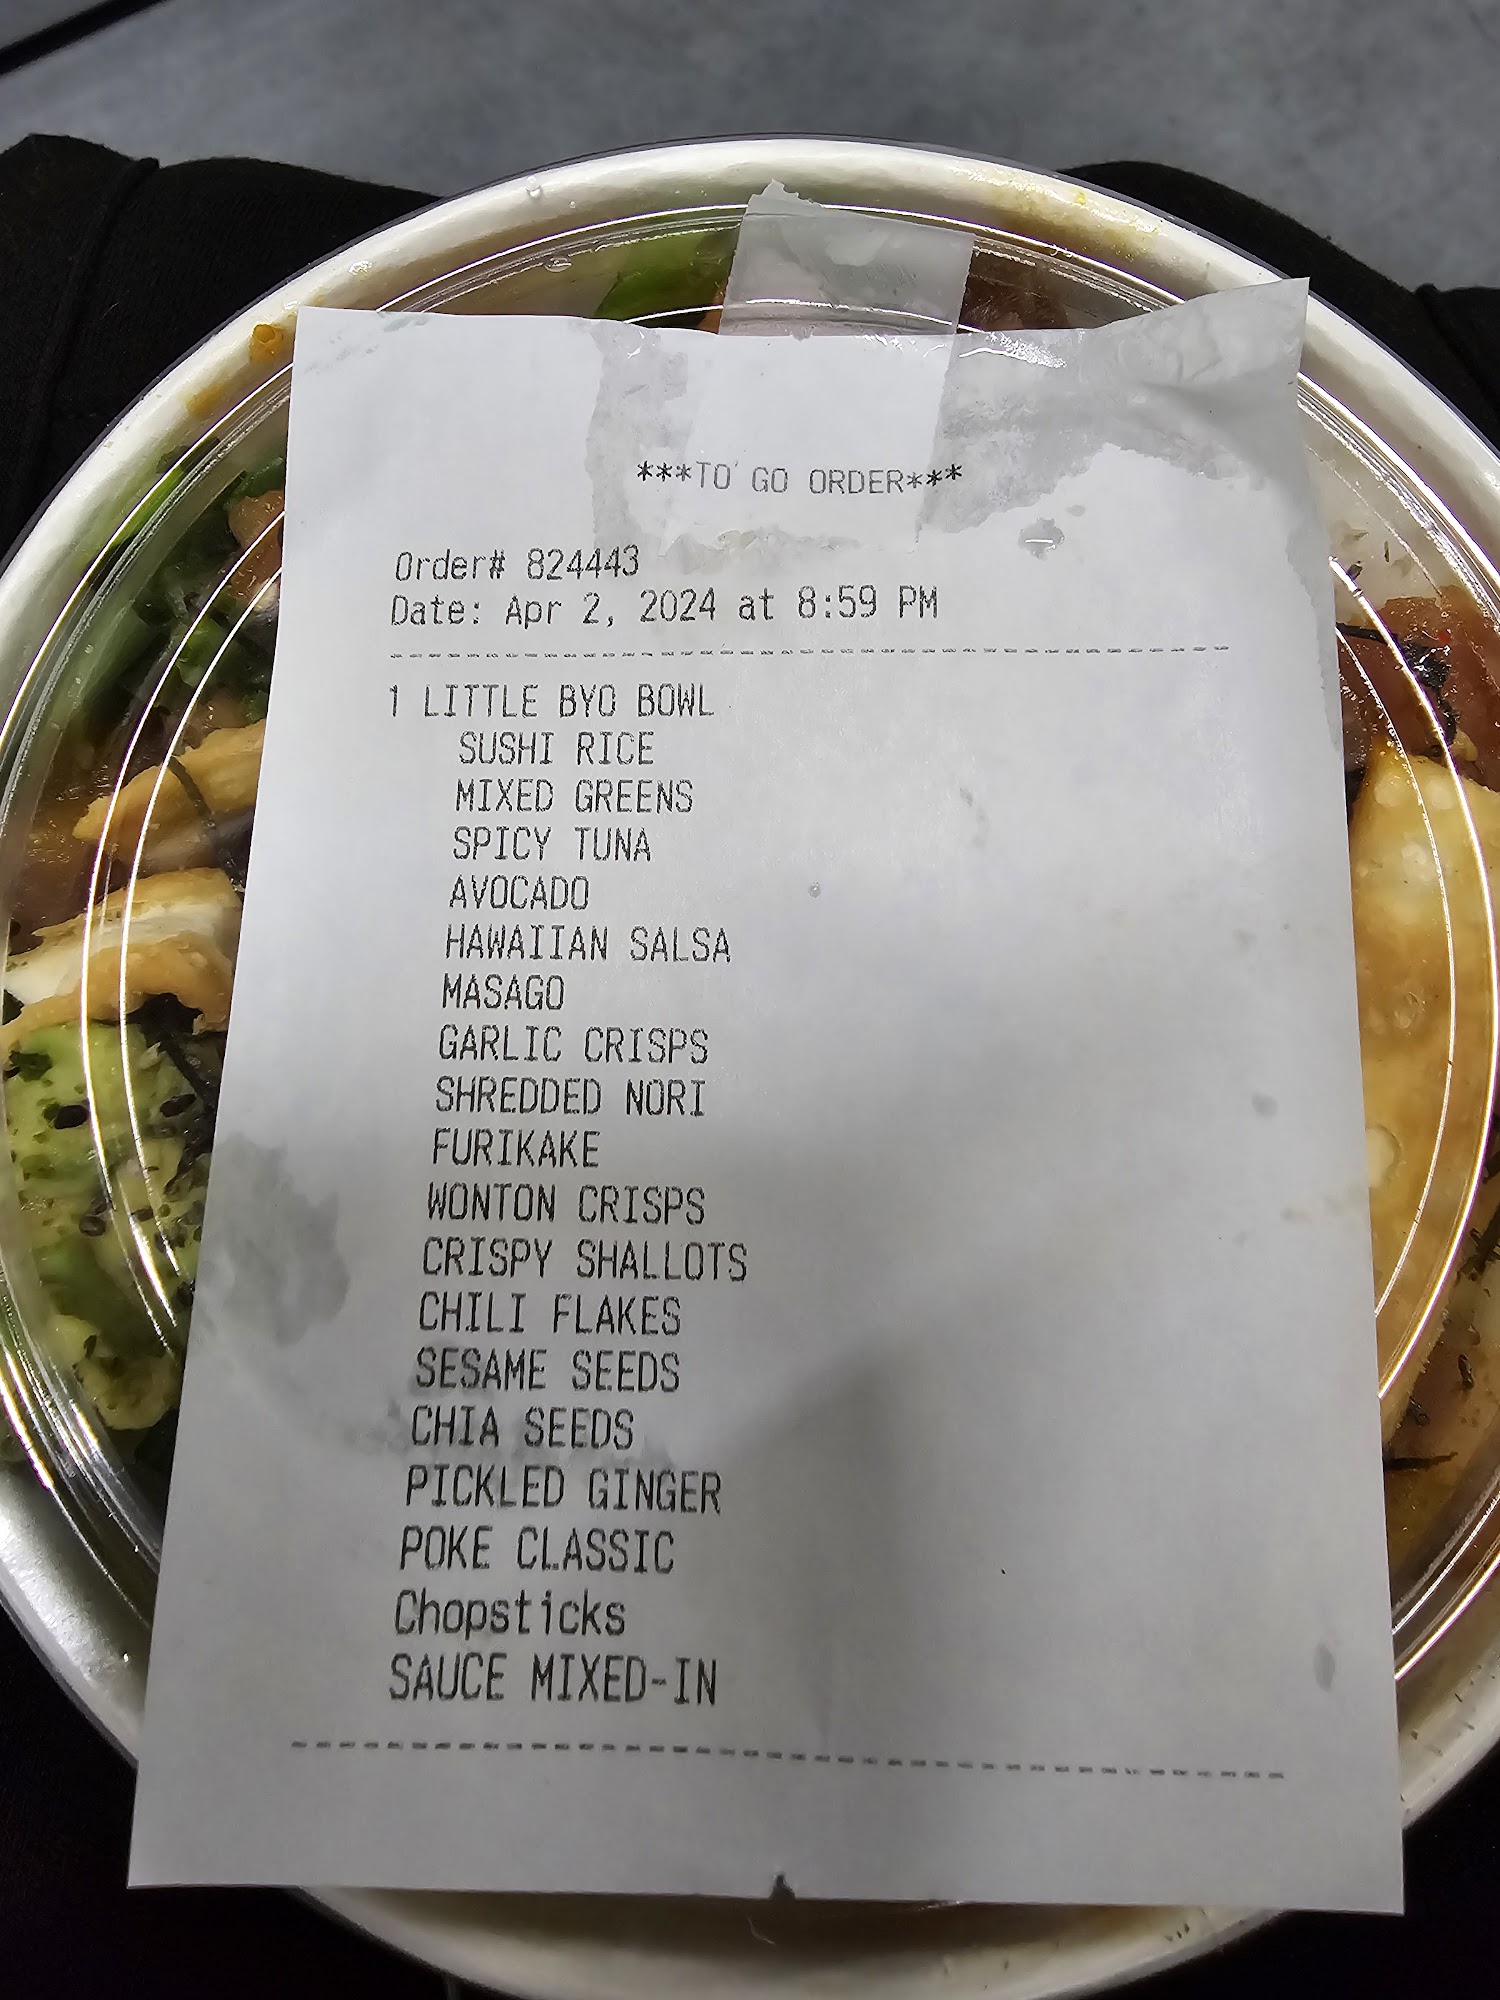 ***TO GO ORDER***
Order# 824443
Date: Apr 2, 2024 at 8:59 PM
1 LITTLE BYO BOWL
SUSHI RICE
MIXED GREENS
SPICY TUNA
AVOCADO
HAWAIIAN SALSA
MASAGO
GARLIC CRISPS
SHREDDED NORI
FURIKAKE
WONTON CRISPS
CRISPY SHALLOTS
CHILI FLAKES
SESAME SEEDS
CHIA SEEDS
PICKLED GINGER
POKE CLASSIC
Chopsticks
SAUCE MIXED-IN